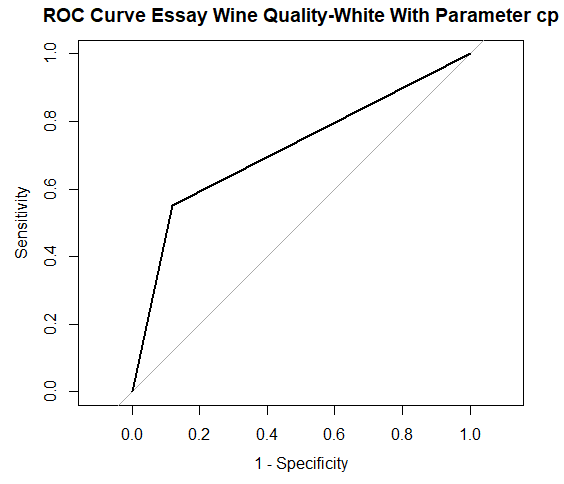 ROC Curve Essay Wine Quality-White With Parameter cp
Sensitivity
1.0
0.8
0.6
0.4
0.2
0.0
0.0 0.2 0.4 0.6 0.8 1.0
1 - Specificity